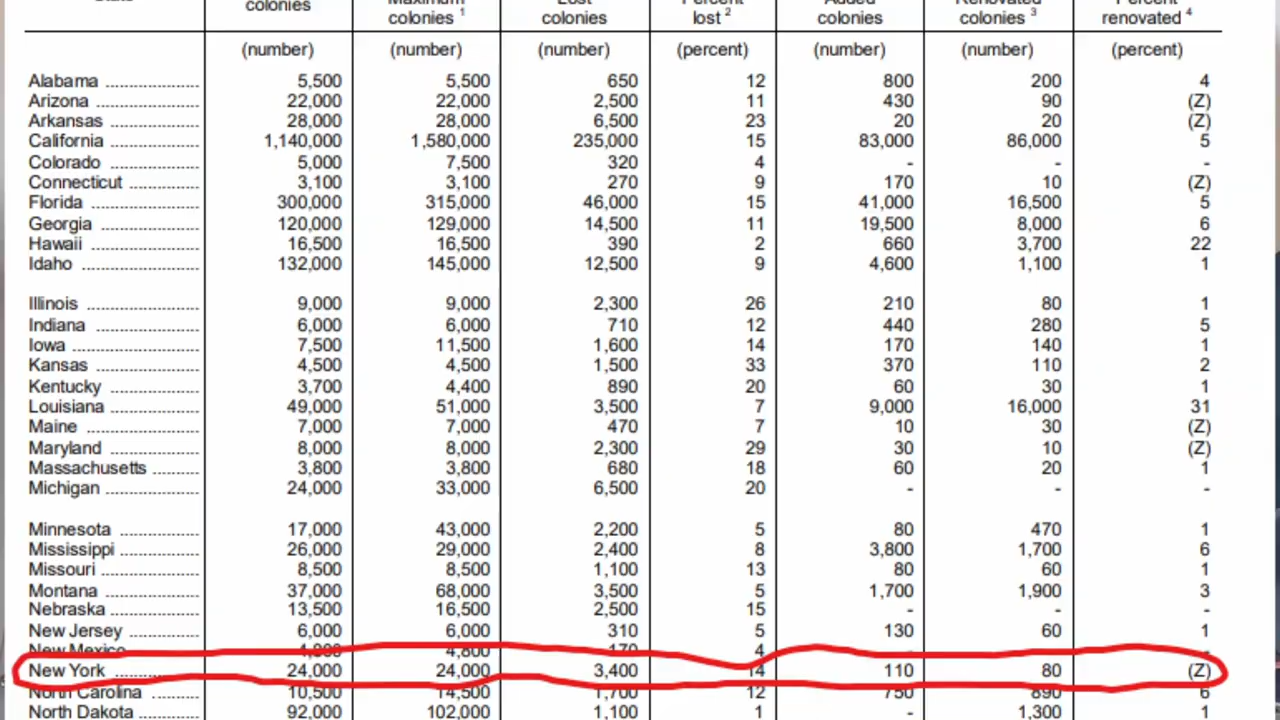 colonies Maximum colonies 1 Lost colonies Percent lost 2 Added colonies Renovated colonies 3 Percent renovated 4
(number) (number) (number) (percent) (number) (number) (percent)
Alabama 5,500 5,500 650 12 800 200 4
Arizona 22,000 22,000 2,500 11 430 90 (Z)
Arkansas 28,000 28,000 6,500 23 20 20 (Z)
California 1,140,000 1,580,000 235,000 15 83,000 86,000 5
Colorado 5,000 7,500 320 4 - - -
Connecticut 3,100 3,100 270 9 170 10 (Z)
Florida 300,000 315,000 46,000 15 41,000 16,500 5
Georgia 120,000 129,000 14,500 11 19,500 8,000 6
Hawaii 16,500 16,500 390 2 660 3,700 22
Idaho 132,000 145,000 12,500 9 4,600 1,100 1
Illinois 9,000 9,000 2,300 26 210 80 1
Indiana 6,000 6,000 710 12 440 280 5
Iowa 7,500 11,500 1,600 14 170 140 1
Kansas 4,500 4,500 1,500 33 370 110 2
Kentucky 3,700 4,400 890 20 60 30 1
Louisiana 49,000 51,000 3,500 7 9,000 16,000 31
Maine 7,000 7,000 470 7 10 30 (Z)
Maryland 8,000 8,000 2,300 29 30 10 (Z)
Massachusetts 3,800 3,800 680 18 60 20 1
Michigan 24,000 33,000 6,500 20 - - -
Minnesota 17,000 43,000 2,200 5 80 470 1
Mississippi 26,000 29,000 2,400 8 3,800 1,700 6
Missouri 8,500 8,500 1,100 13 80 60 1
Montana 37,000 68,000 3,500 5 1,700 1,900 3
Nebraska 13,500 16,500 2,500 15 - - -
New Jersey 6,000 6,000 310 5 130 60 1
New Mexico 4,800 4,800 170 4 -
New York 24,000 24,000 3,400 14 110 80 (Z)
North Carolina 10,500 14,500 1,700 12 750 890 6
North Dakota 92,000 102,000 1,100 1 - 1,300 1